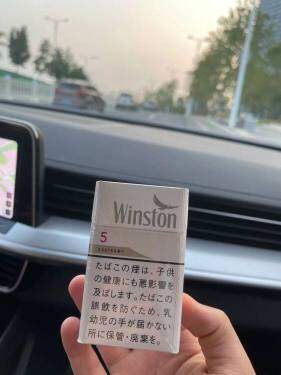 Winston
5
たばこの煙は、子供
の健康にも悪影響を
及ぼします。たばこの
誤飲を防ぐため、乳
幼児の手が届かない
所に保管・廃棄を。